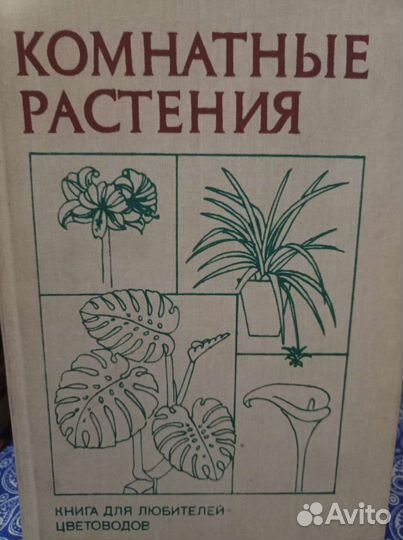 КОМНАТНЫЕ
РАСТЕНИЯ
КНИГА ДЛЯ ЛЮБИТЕЛЕЙ-
ЦВЕТОВОДОВ
Avito